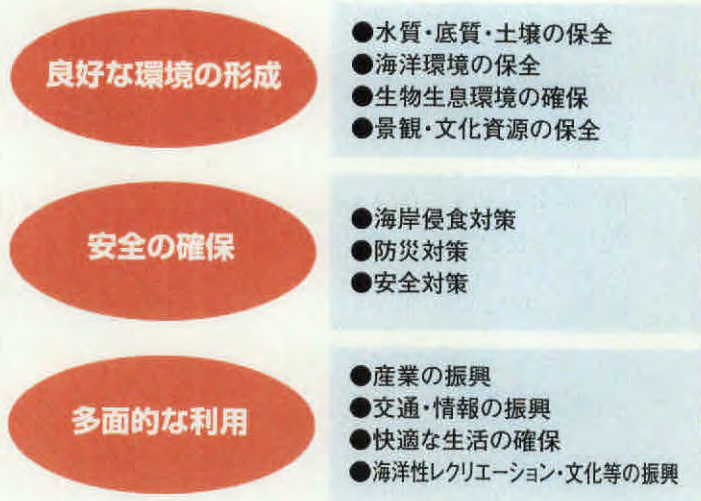 良好な環境の形成
●水質・底質・土壌の保全
●海洋環境の保全
●生物生息環境の確保
●景観・文化資源の保全
安全の確保
●海岸侵食対策
●防災対策
●安全対策
多面的な利用
●産業の振興
●交通・情報の振興
●快適な生活の確保
●海洋性レクリエーション・文化等の振興